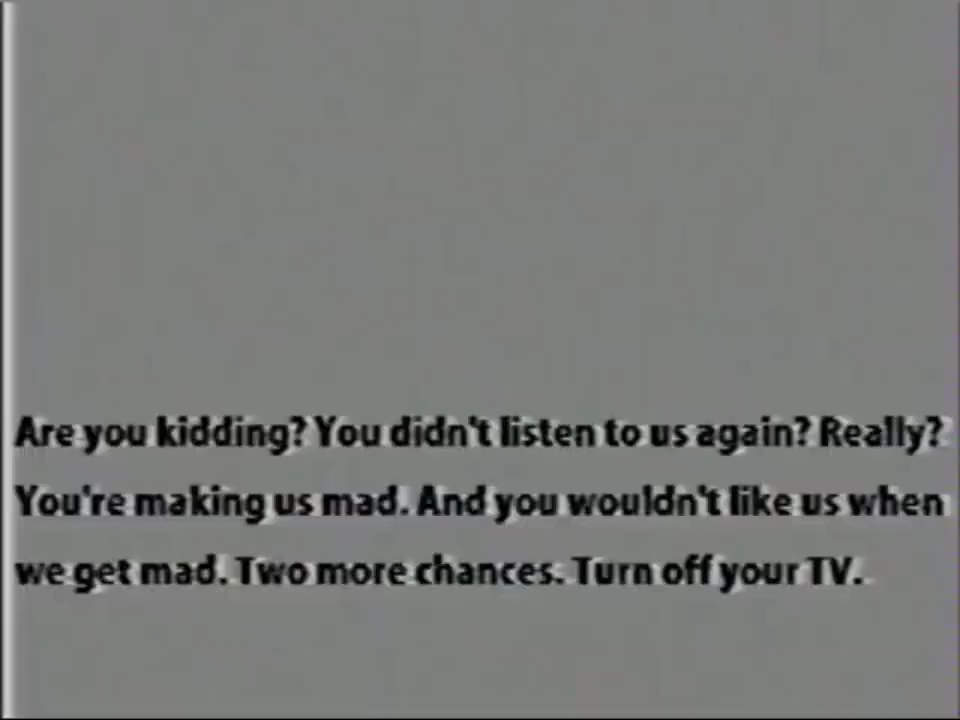 Are you kidding? You didn't listen to us again? Really?
You're making us mad. And you wouldn't like us when
we get mad. Two more chances. Turn off your TV.